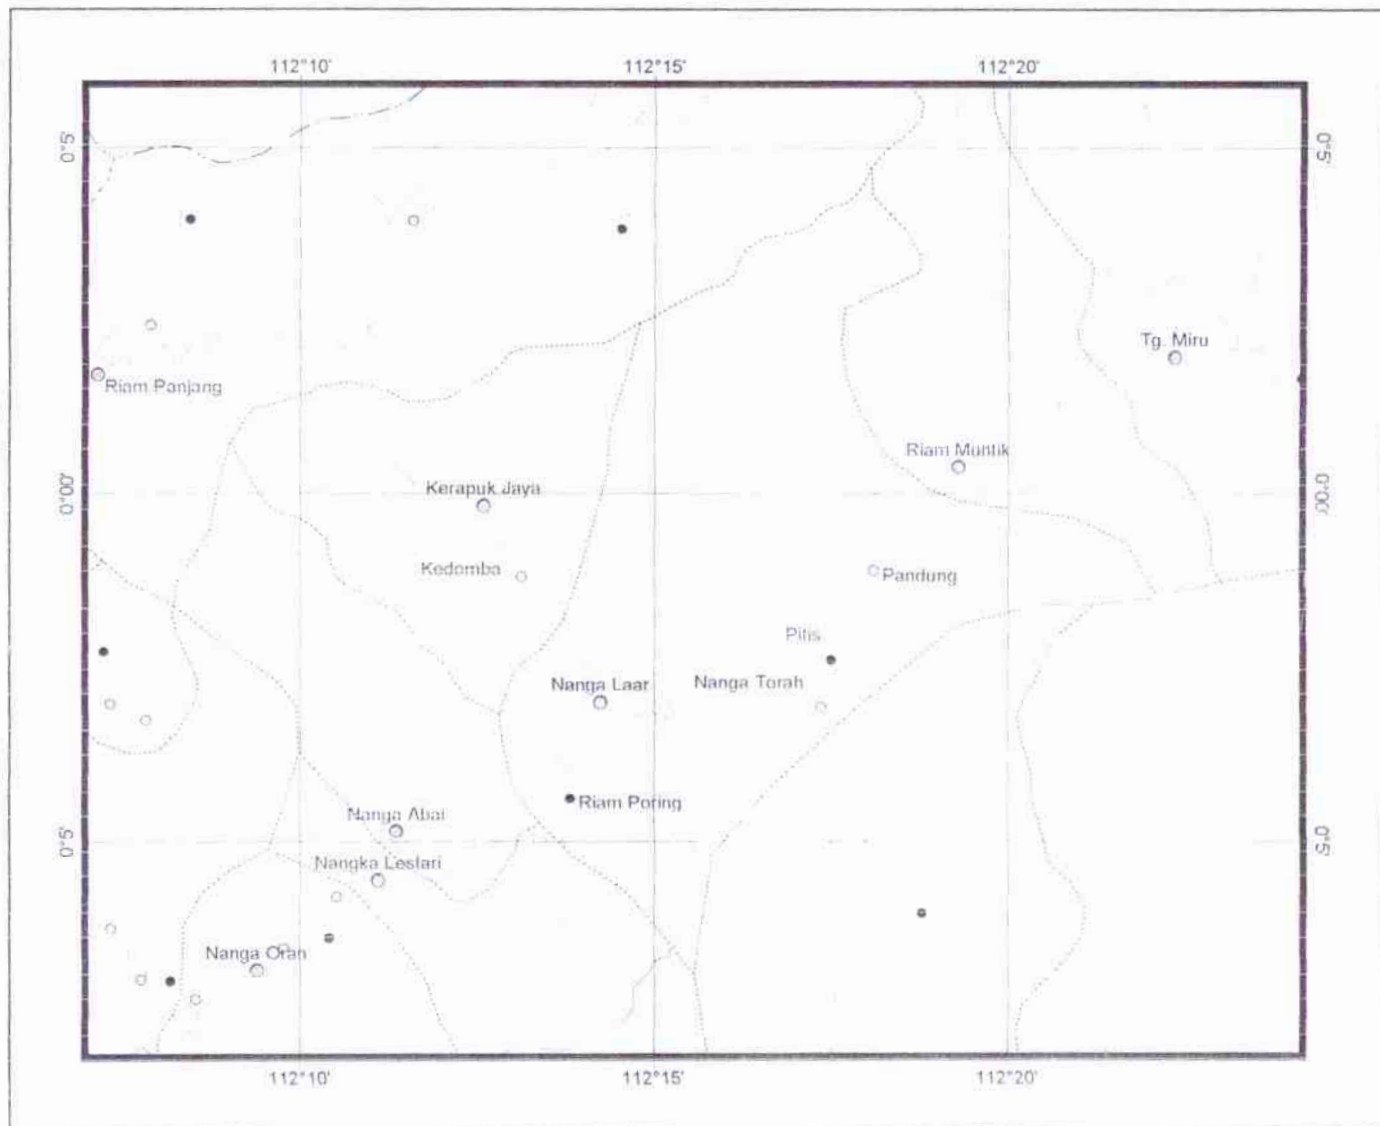 112°10'
112°15'
112°20'
0°5'
0°5'
Tg. Miru
Riam Panjang
Riam Muntik
Kerapuk Jaya
0°00'
0°00'
Kedomba
Pandung
Pitis
Nanga Laar
Nanga Torah
Riam Poring
Nanga Abai
0°5'
0°5'
Nangka Lestari
Nanga Oran
112°10'
112°15'
112°20'